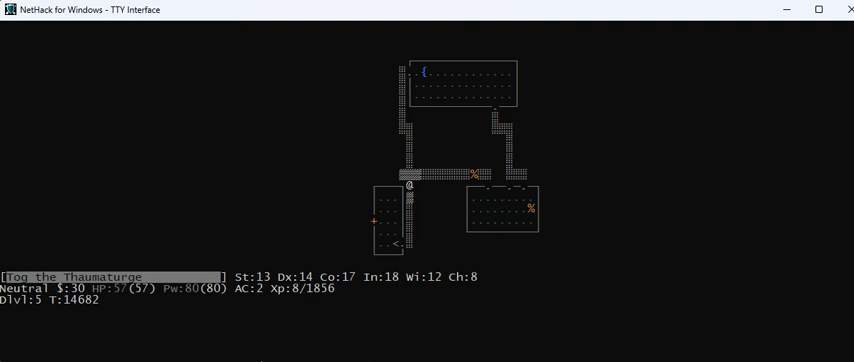 NetHack for Windows - TTY Interface
[Tog the Thaumaturge ] St:13 Dx:14 Co:17 In:18 Wi:12 Ch:8
Neutral $:30 HP:57(57) Pw:80(80) AC:2 Xp:8/1856
Dlvl:5 T:14682